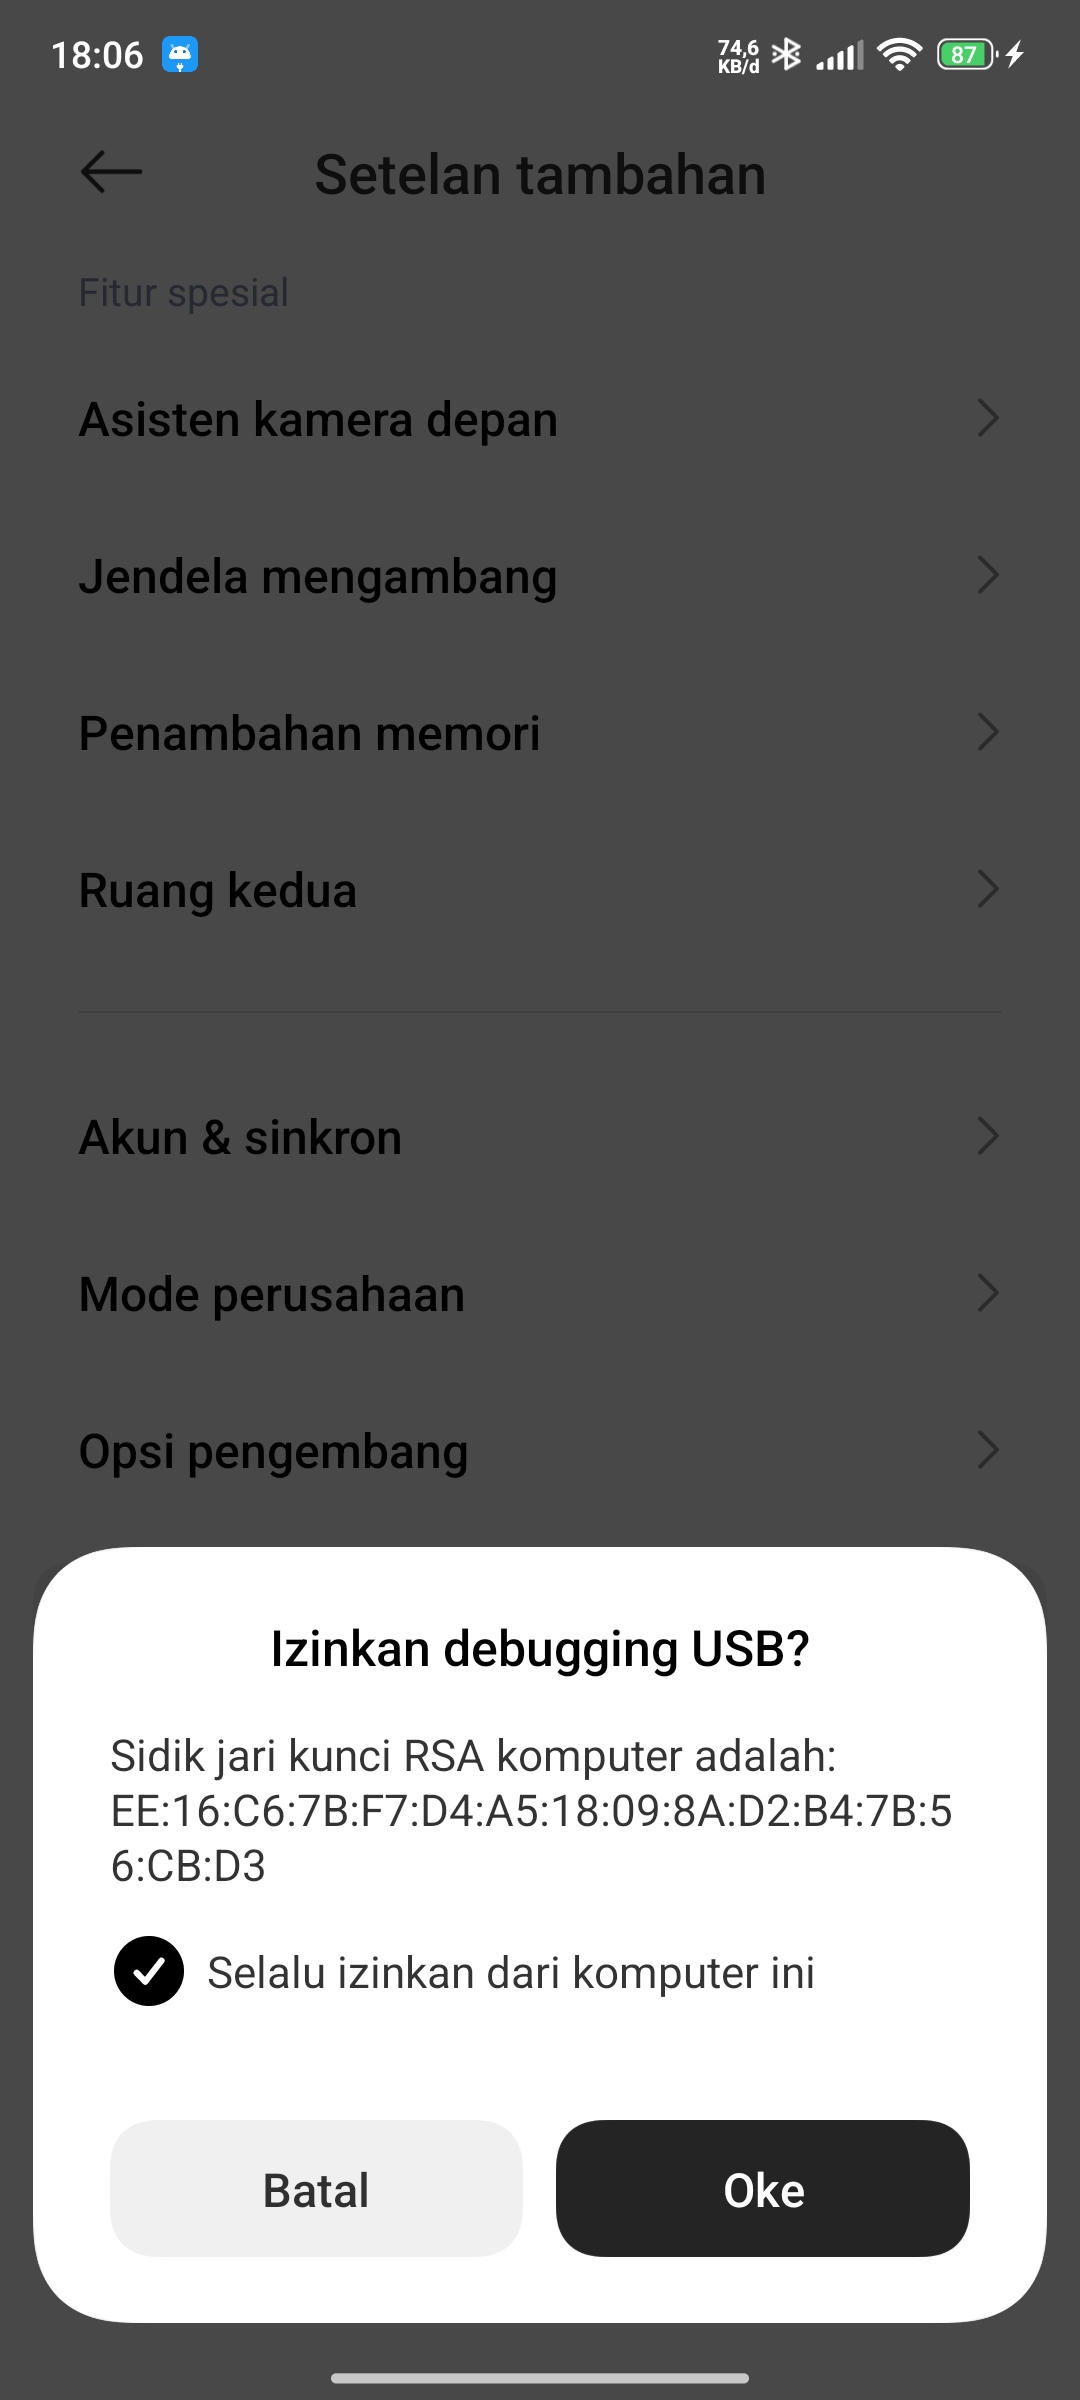 18:06
74,6
KB/d
87
Setelan tambahan
Fitur spesial
Asisten kamera depan
Jendela mengambang
Penambahan memori
Ruang kedua
Akun & sinkron
Mode perusahaan
Opsi pengembang
Izinkan debugging USB?
Sidik jari kunci RSA komputer adalah:
EE:16:C6:7B:F7:D4:A5:18:09:8A:D2:B4:7B:5
6:CB:D3
Selalu izinkan dari komputer ini
Batal
Oke